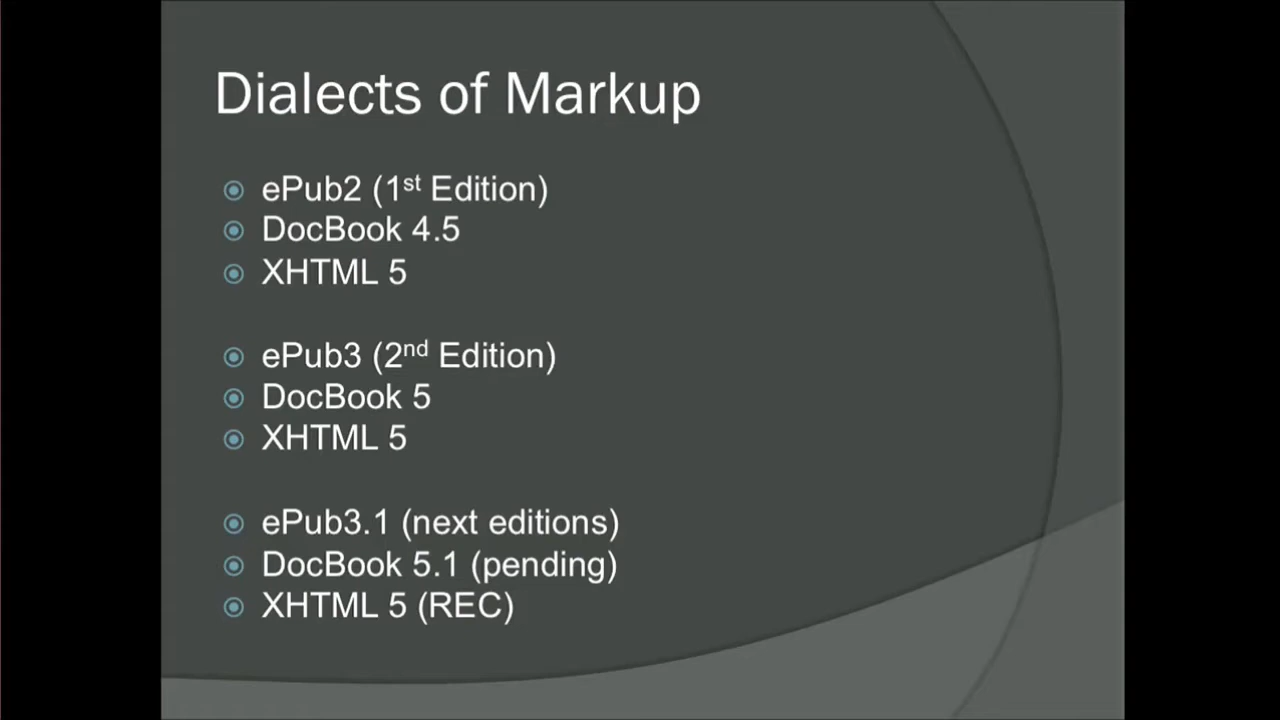 Dialects of Markup
ePub2 (1st Edition)
DocBook 4.5
XHTML 5
ePub3 (2nd Edition)
DocBook 5
XHTML 5
ePub3.1 (next editions)
DocBook 5.1 (pending)
XHTML 5 (REC)